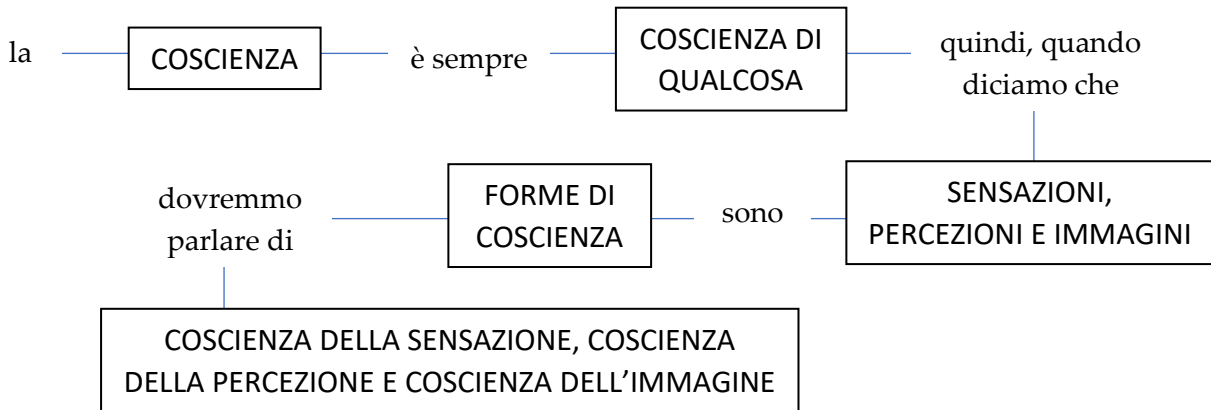 la
COSCIENZA
è sempre
COSCIENZA DI
QUALCOSA
quindi, quando
diciamo che
SENSAZIONI,
PERCEZIONI E IMMAGINI
sono
FORME DI
COSCIENZA
dovremmo
parlare di
COSCIENZA DELLA SENSAZIONE, COSCIENZA
DELLA PERCEZIONE E COSCIENZA DELL’IMMAGINE